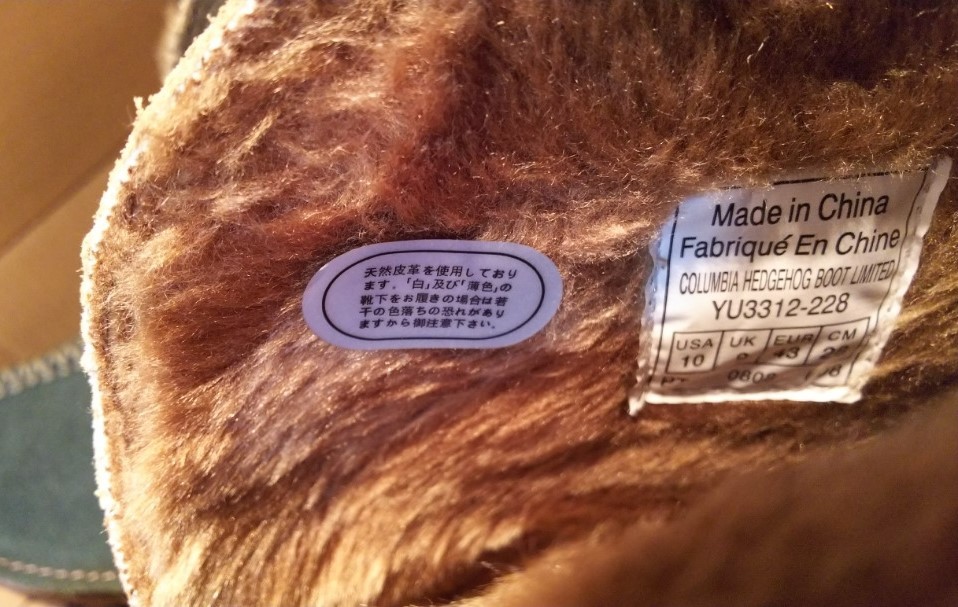 天然皮革を使用しており
ます。「白」及び「薄色」の
靴下をお履きの場合は若
干の色落ちの恐れがあり
ますから御注意下さい。
Made in China
Fabriqué En Chine
COLUMBIA HEDGEHOG BOOT LIMITED
YU3312-228
USA UK EUR CM
10